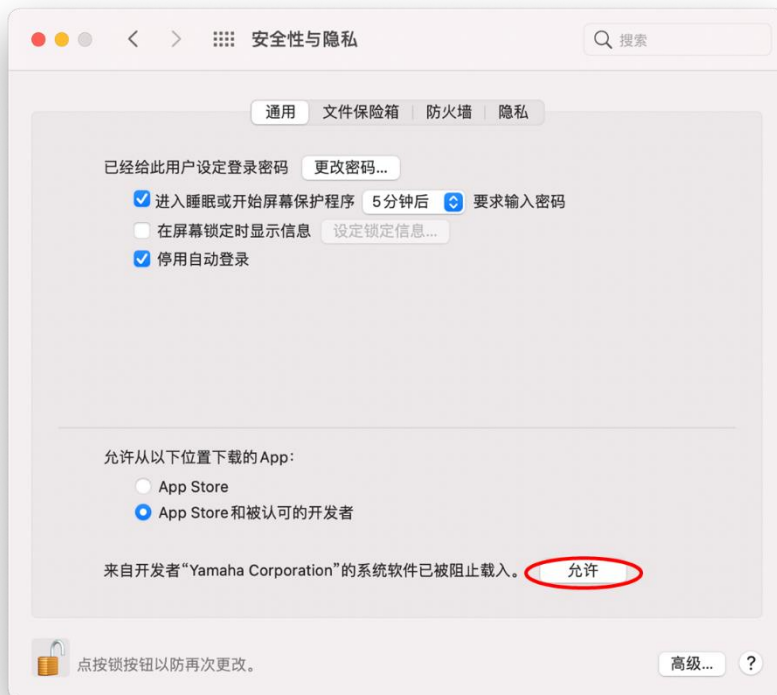 安全性与隐私
搜索
通用 文件保险箱 防火墙 隐私
已经给此用户设定登录密码 更改密码...
进入睡眠或开始屏幕保护程序 5分钟后 要求输入密码
在屏幕锁定时显示信息 设定锁定信息...
停用自动登录
允许从以下位置下载的App：
App Store
App Store和被认可的开发者
来自开发者“Yamaha Corporation”的系统软件已被阻止载入。 允许
点按锁按钮以防再次更改。
高级... ?